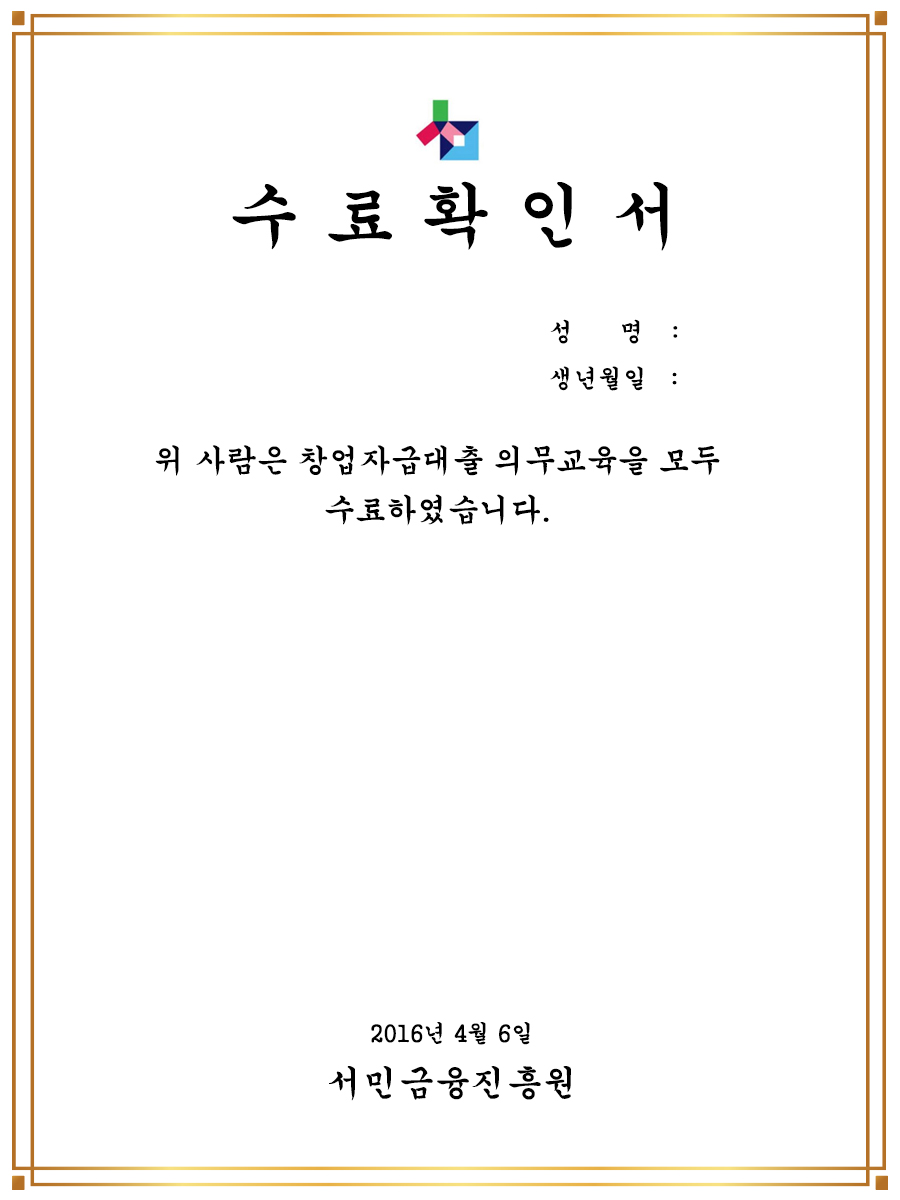 수료확인서
성 명 :
생년월일 :
위 사람은 창업자급대출 의무교육을 모두
수료하였습니다.
2016년 4월 6일
서민금융진흥원